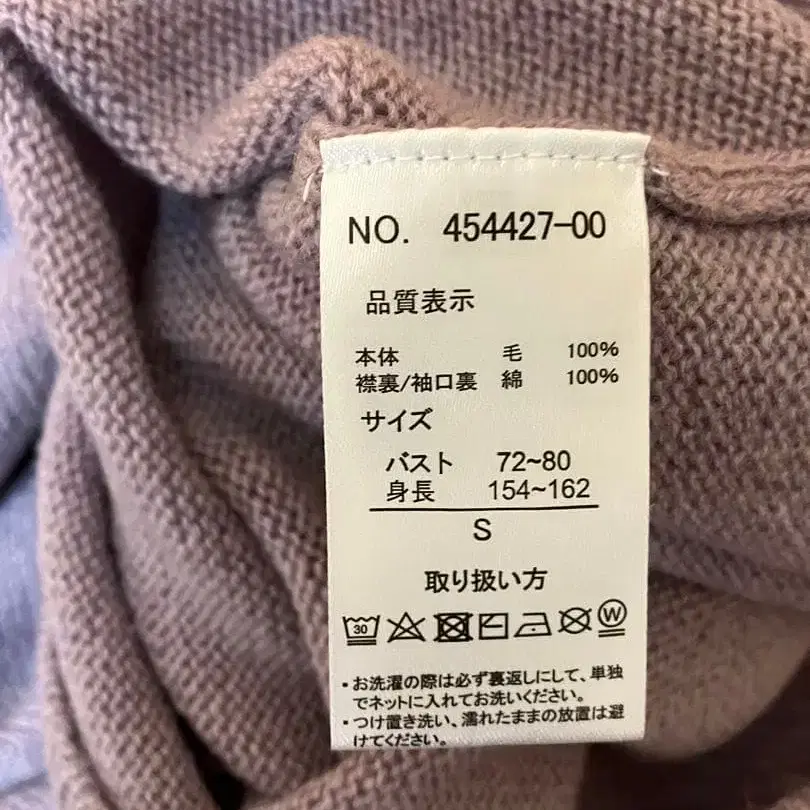 NO. 454427-00
品質表示
本体 毛 100%
襟裏/袖口裏 綿 100%
サイズ
バスト 72~80
身長 154~162
S
取り扱い方
30 W
・お洗濯の際は必ず裏返しにして、単独
でネットに入れてお洗いください。
・つけ置き洗い、濡れたままの放置は避
けてください。